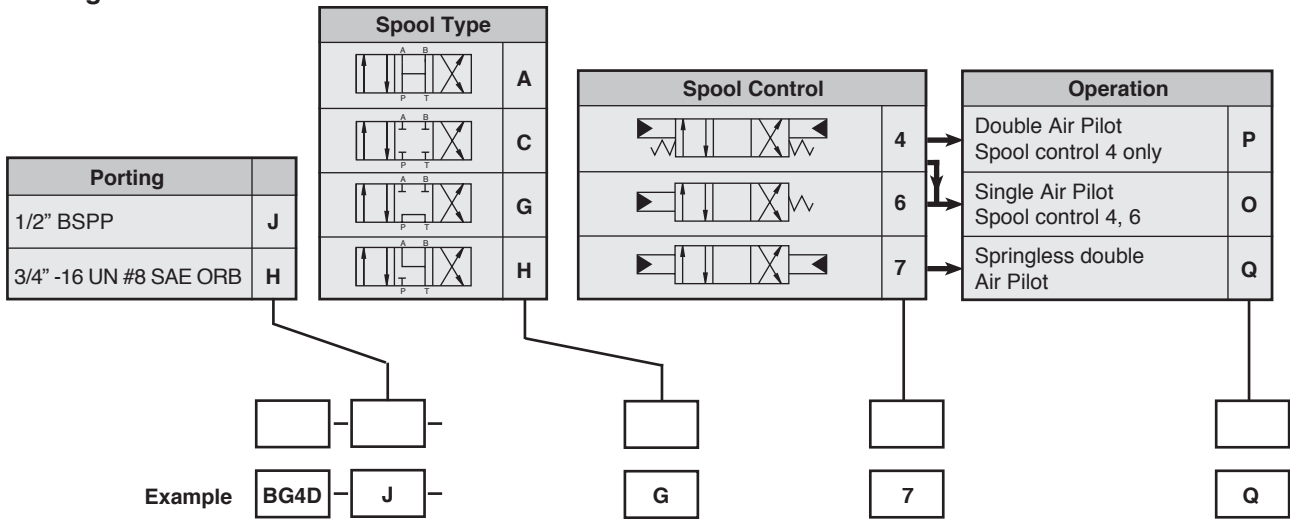 Porting
1/2” BSPP J
3/4” -16 UN #8 SAE ORB H
Spool Type
A B
P T
A
A B
P T
C
A B
P T
G
A B
P T
H
Spool Control
4
6
7
Operation
Double Air Pilot
Spool control 4 only
P
Single Air Pilot
Spool control 4, 6
O
Springless double
Air Pilot
Q
– –
Example BG4D – J – G 7 Q